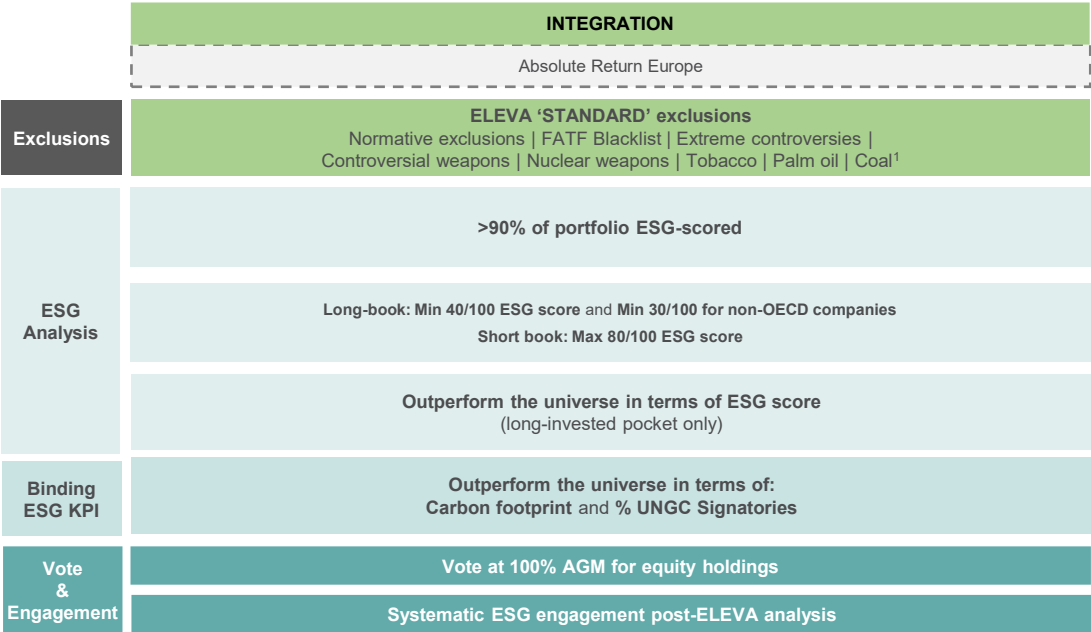 INTEGRATION
Absolute Return Europe
Exclusions
ELEVA ‘STANDARD’ exclusions
Normative exclusions | FATF Blacklist | Extreme controversies |
Controversial weapons | Nuclear weapons | Tobacco | Palm oil | Coal¹
ESG
Analysis
>90% of portfolio ESG-scored
Long-book: Min 40/100 ESG score and Min 30/100 for non-OECD companies
Short book: Max 80/100 ESG score
Outperform the universe in terms of ESG score
(long-invested pocket only)
Binding
ESG KPI
Outperform the universe in terms of:
Carbon footprint and % UNGC Signatories
Vote
&
Engagement
Vote at 100% AGM for equity holdings
Systematic ESG engagement post-ELEVA analysis